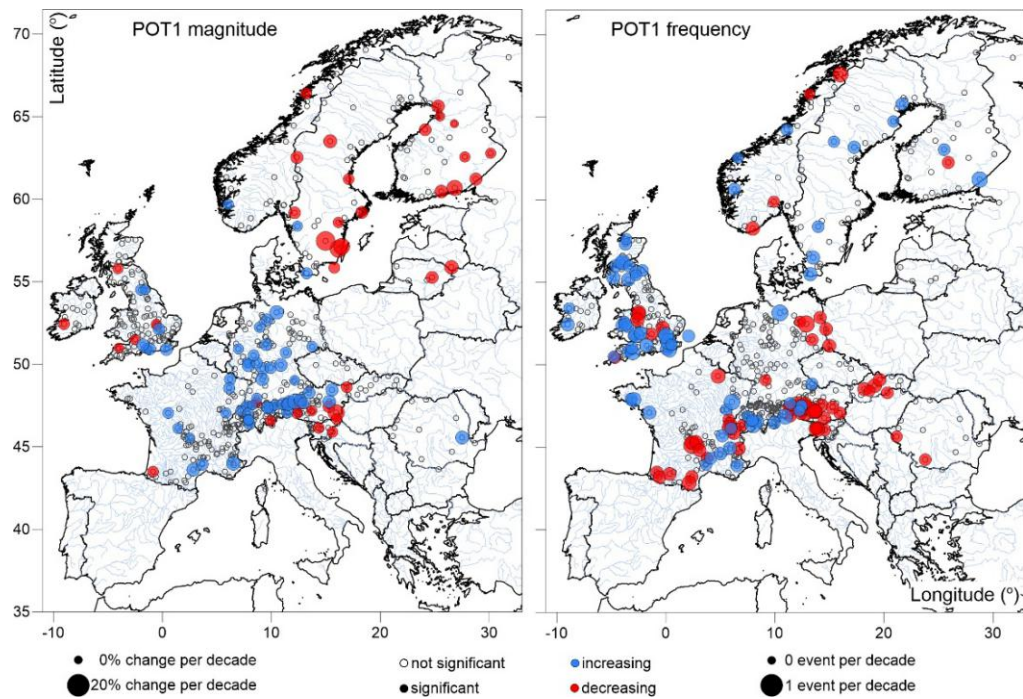 POT1 magnitude
POT1 frequency
Latitude (°)
70
65
60
55
50
45
40
35
Longitude (°)
-10 0 10 20 30
-10 0 10 20 30
0% change per decade
20% change per decade
not significant
significant
increasing
decreasing
0 event per decade
1 event per decade